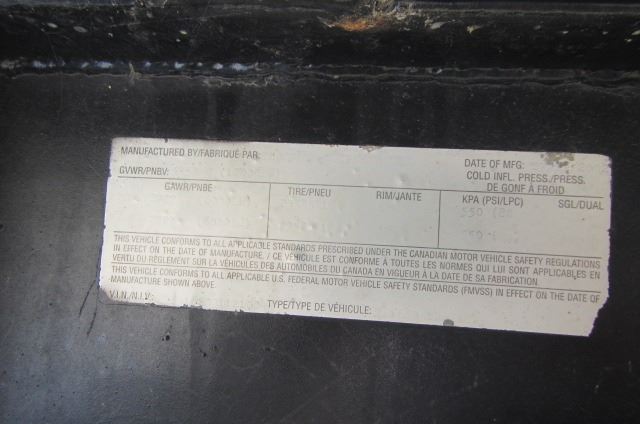 MANUFACTURED BY/FABRIQUÉ PAR:
DATE OF MFG:
GVWR/PNBV:
COLD INFL. PRESS./PRESS.
DE GONF À FROID
GAWR/PNBE
TIRE/PNEU
RIM/JANTE
KPA (PSI/LPC)
SGL/DUAL
550
THIS VEHICLE CONFORMS TO ALL APPLICABLE STANDARDS PRESCRIBED UNDER THE CANADIAN MOTOR VEHICLE SAFETY REGULATIONS
IN EFFECT ON THE DATE OF MANUFACTURE. / CE VÉHICULE EST CONFORME À TOUTES LES NORMES QUI LUI SONT APPLICABLES EN
VERTU DU RÈGLEMENT SUR LA VÉHICULES DES AUTOMOBILES DU CANADA EN VIGUEUR À LA DATE DE SA FABRICATION
THIS VEHICLE CONFORMS TO ALL APPLICABLE U.S. FEDERAL MOTOR VEHICLE SAFETY STANDARDS (FMVSS) IN EFFECT ON THE DATE OF
MANUFACTURE SHOWN ABOVE.
V.I.N./N.I.V.:
TYPE/TYPE DE VÉHICULE: